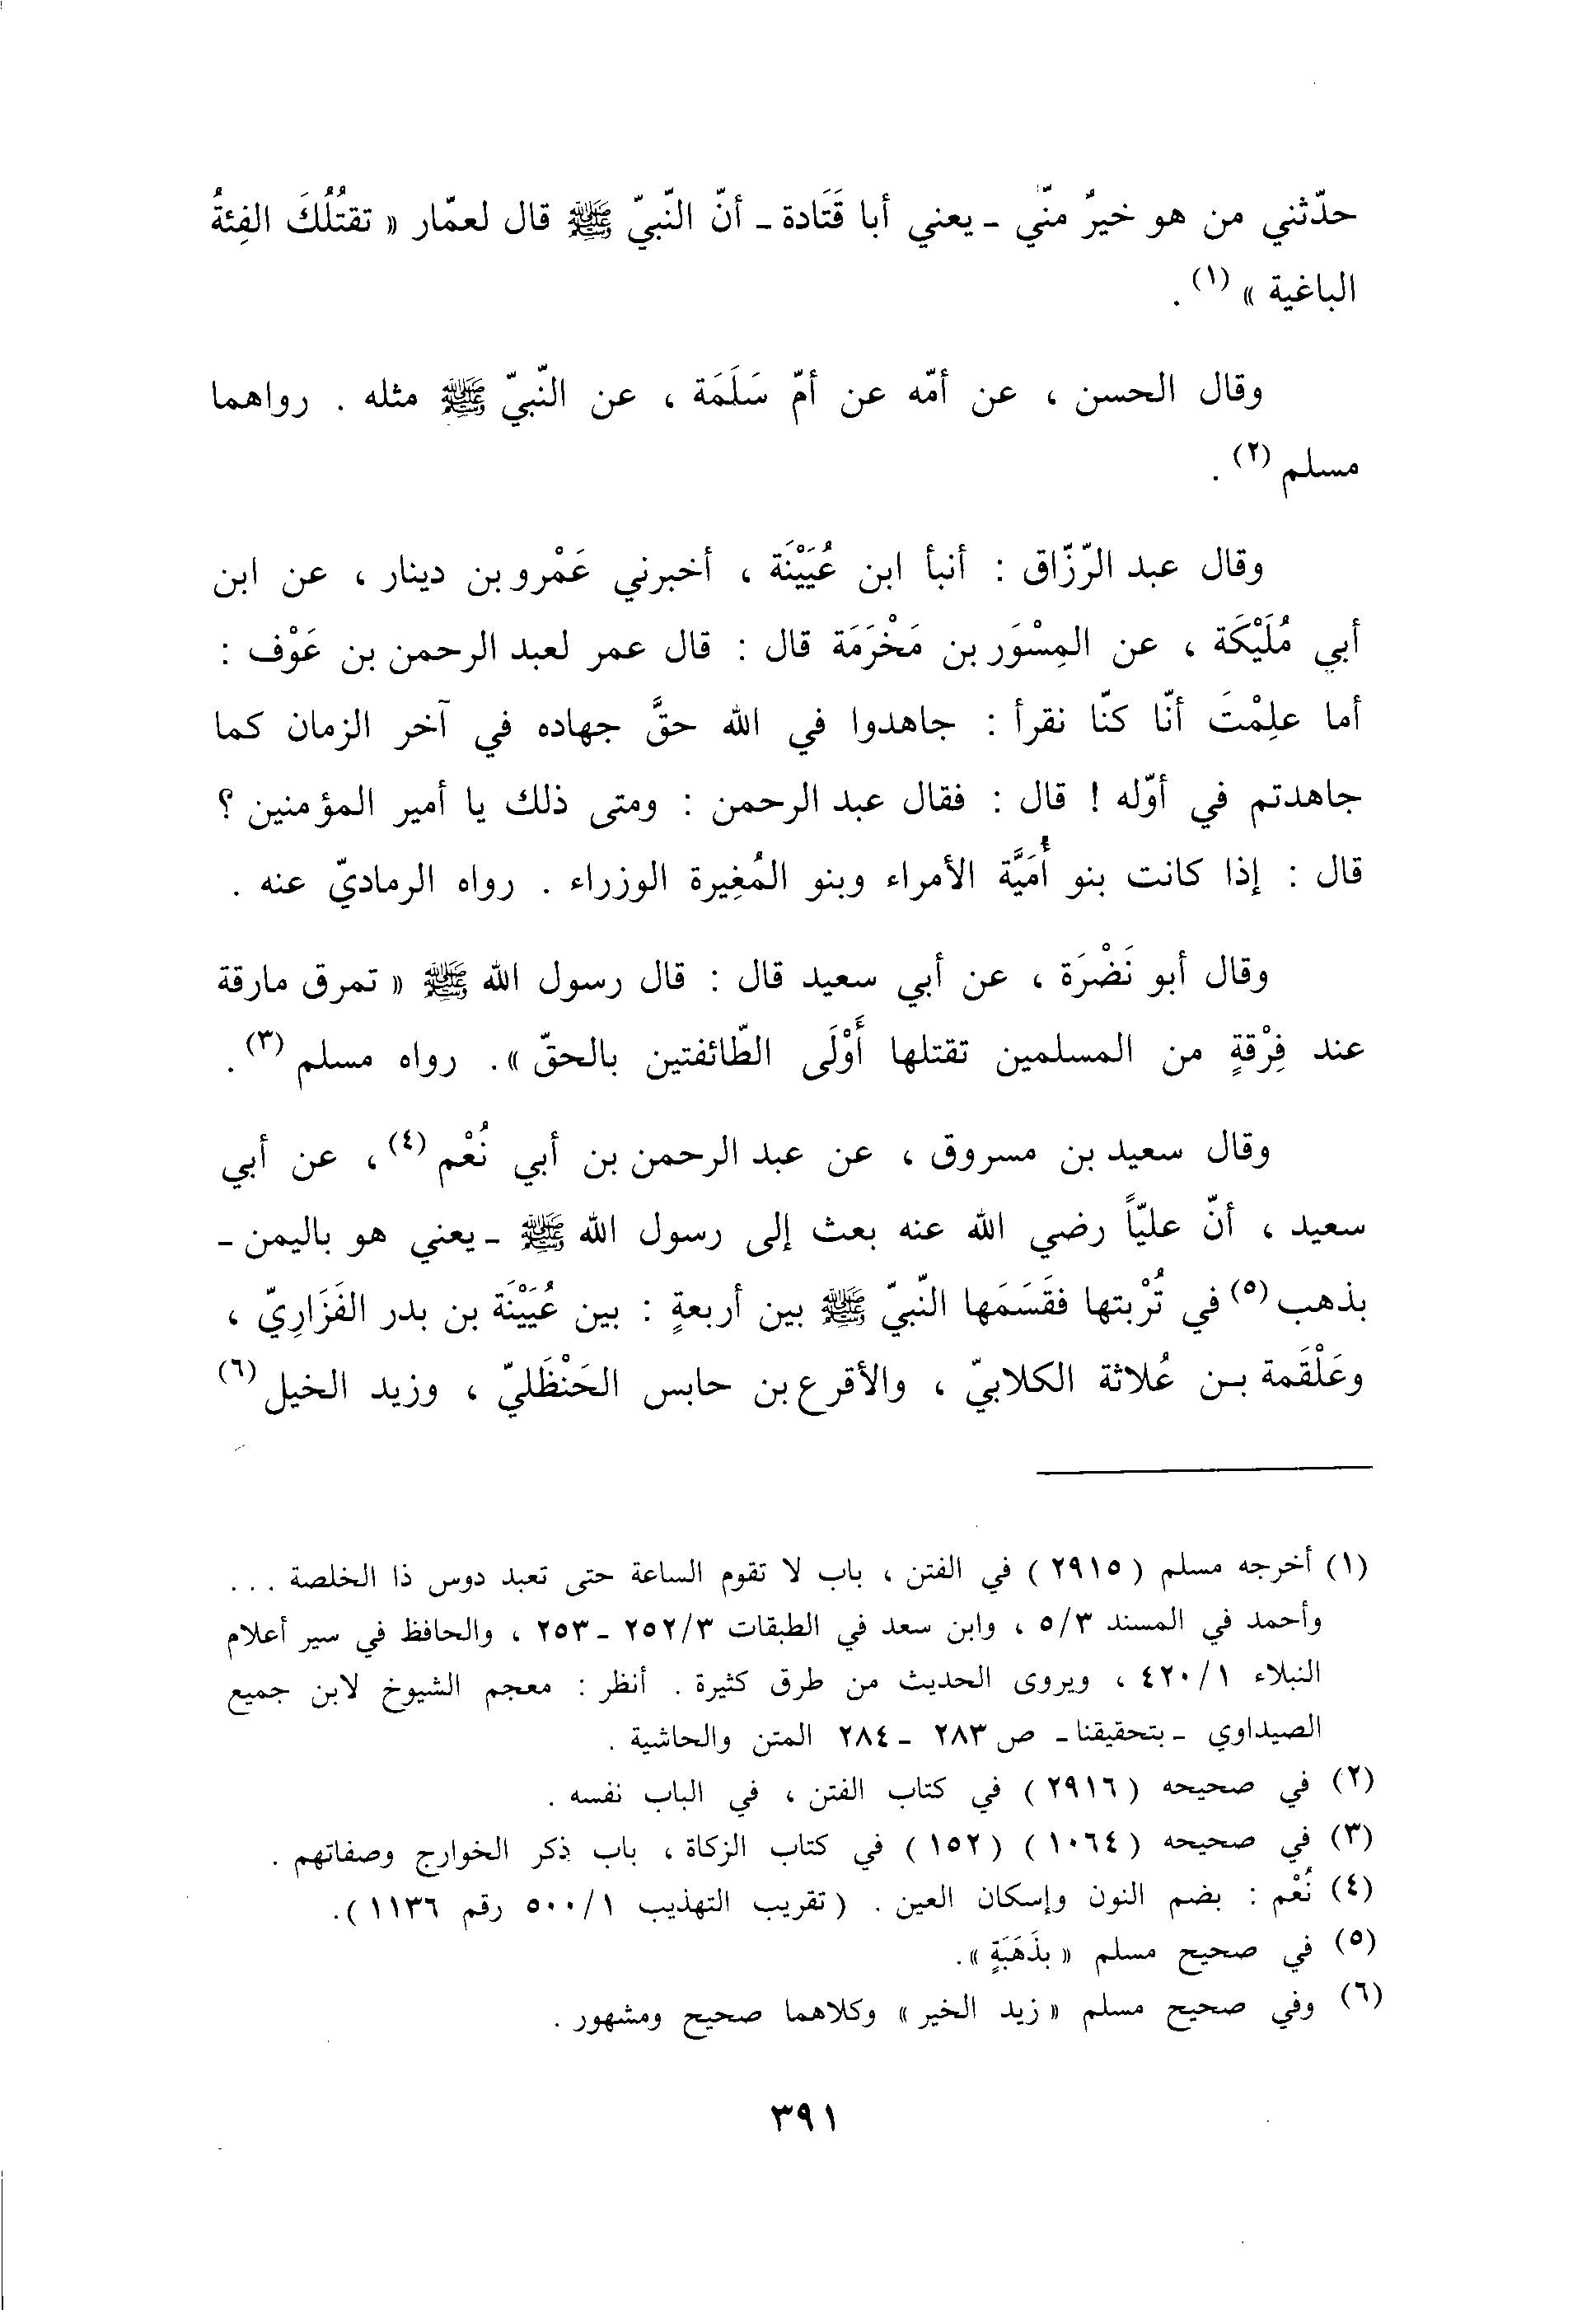 حدّثني من هو خيرٌ منّي ـ يعني أبا قَتَادة ـ أنّ النّبيّ ﷺ قال لعمّار « تقتُلُكَ الفِئةُ
الباغية » (١) .
وقال الحسن ، عن أمّه عن أمّ سَلَمَة ، عن النّبيّ ﷺ مثله . رواهما
مسلم (٢) .
وقال عبد الرّزّاق : أنبأ ابن عُيَيْنَة ، أخبرني عَمْرو بن دينار ، عن ابن
أبي مُلَيْكَة ، عن المِسْوَر بن مَخْرَمَة قال : قال عمر لعبد الرحمن بن عَوْف :
أما علِمْتَ أنّا كنّا نقرأ : جاهدوا في الله حقَّ جهاده في آخر الزمان كما
جاهدتم في أوّله ! قال : فقال عبد الرحمن : ومتى ذلك يا أمير المؤمنين ؟
قال : إذا كانت بنو أُمَيَّة الأمراء وبنو المُغِيرة الوزراء . رواه الرماديّ عنه .
وقال أبو نَضْرَة ، عن أبي سعيد قال : قال رسول الله ﷺ « تمرق مارقة
عند فِرْقةٍ من المسلمين تقتلها أَوْلَى الطّائفتين بالحقّ ». رواه مسلم (٣) .
وقال سعيد بن مسروق ، عن عبد الرحمن بن أبي نُعْم (٤) ، عن أبي
سعيد ، أنّ عليّاً رضي الله عنه بعث إلى رسول الله ﷺ ـ يعني هو باليمن ـ
بذهب (٥) في تُرْبتها فقَسَمَها النّبيّ ﷺ بين أربعةٍ : بين عُيَيْنَة بن بدر الفَزَارِيّ ،
وعَلْقَمة بـن عُلاثة الكلابيّ ، والأقرع بن حابس الحَنْظَليّ ، وزيد الخيل (٦)
(١) أخرجه مسلم ( ٢٩١٥ ) في الفتن ، باب لا تقوم الساعة حتى تعبد دوس ذا الخلصة . . .
وأحمد في المسند ٥/٣ ، وابن سعد في الطبقات ٢٥٢/٣ ـ ٢٥٣ ، والحافظ في سير أعلام
النبلاء ٤٢٠/١ ، ويروى الحديث من طرق كثيرة . أنظر : معجم الشيوخ لابن جميع
الصيداوي ـ بتحقيقنا ـ ص ٢٨٣ ـ ٢٨٤ المتن والحاشية .
(٢) في صحيحه ( ٢٩١٦ ) في كتاب الفتن ، في الباب نفسه .
(٣) في صحيحه ( ١٠٦٤ ) ( ١٥٢ ) في كتاب الزكاة ، باب ذكر الخوارج وصفاتهم .
(٤) نُعْم : بضم النون وإسكان العين . ( تقريب التهذيب ٥٠٠/١ رقم ١١٣٦ ).
(٥) في صحيح مسلم « بذَهَبَةٍ ».
(٦) وفي صحيح مسلم « زيد الخير » وكلاهما صحيح ومشهور .
٣٩١